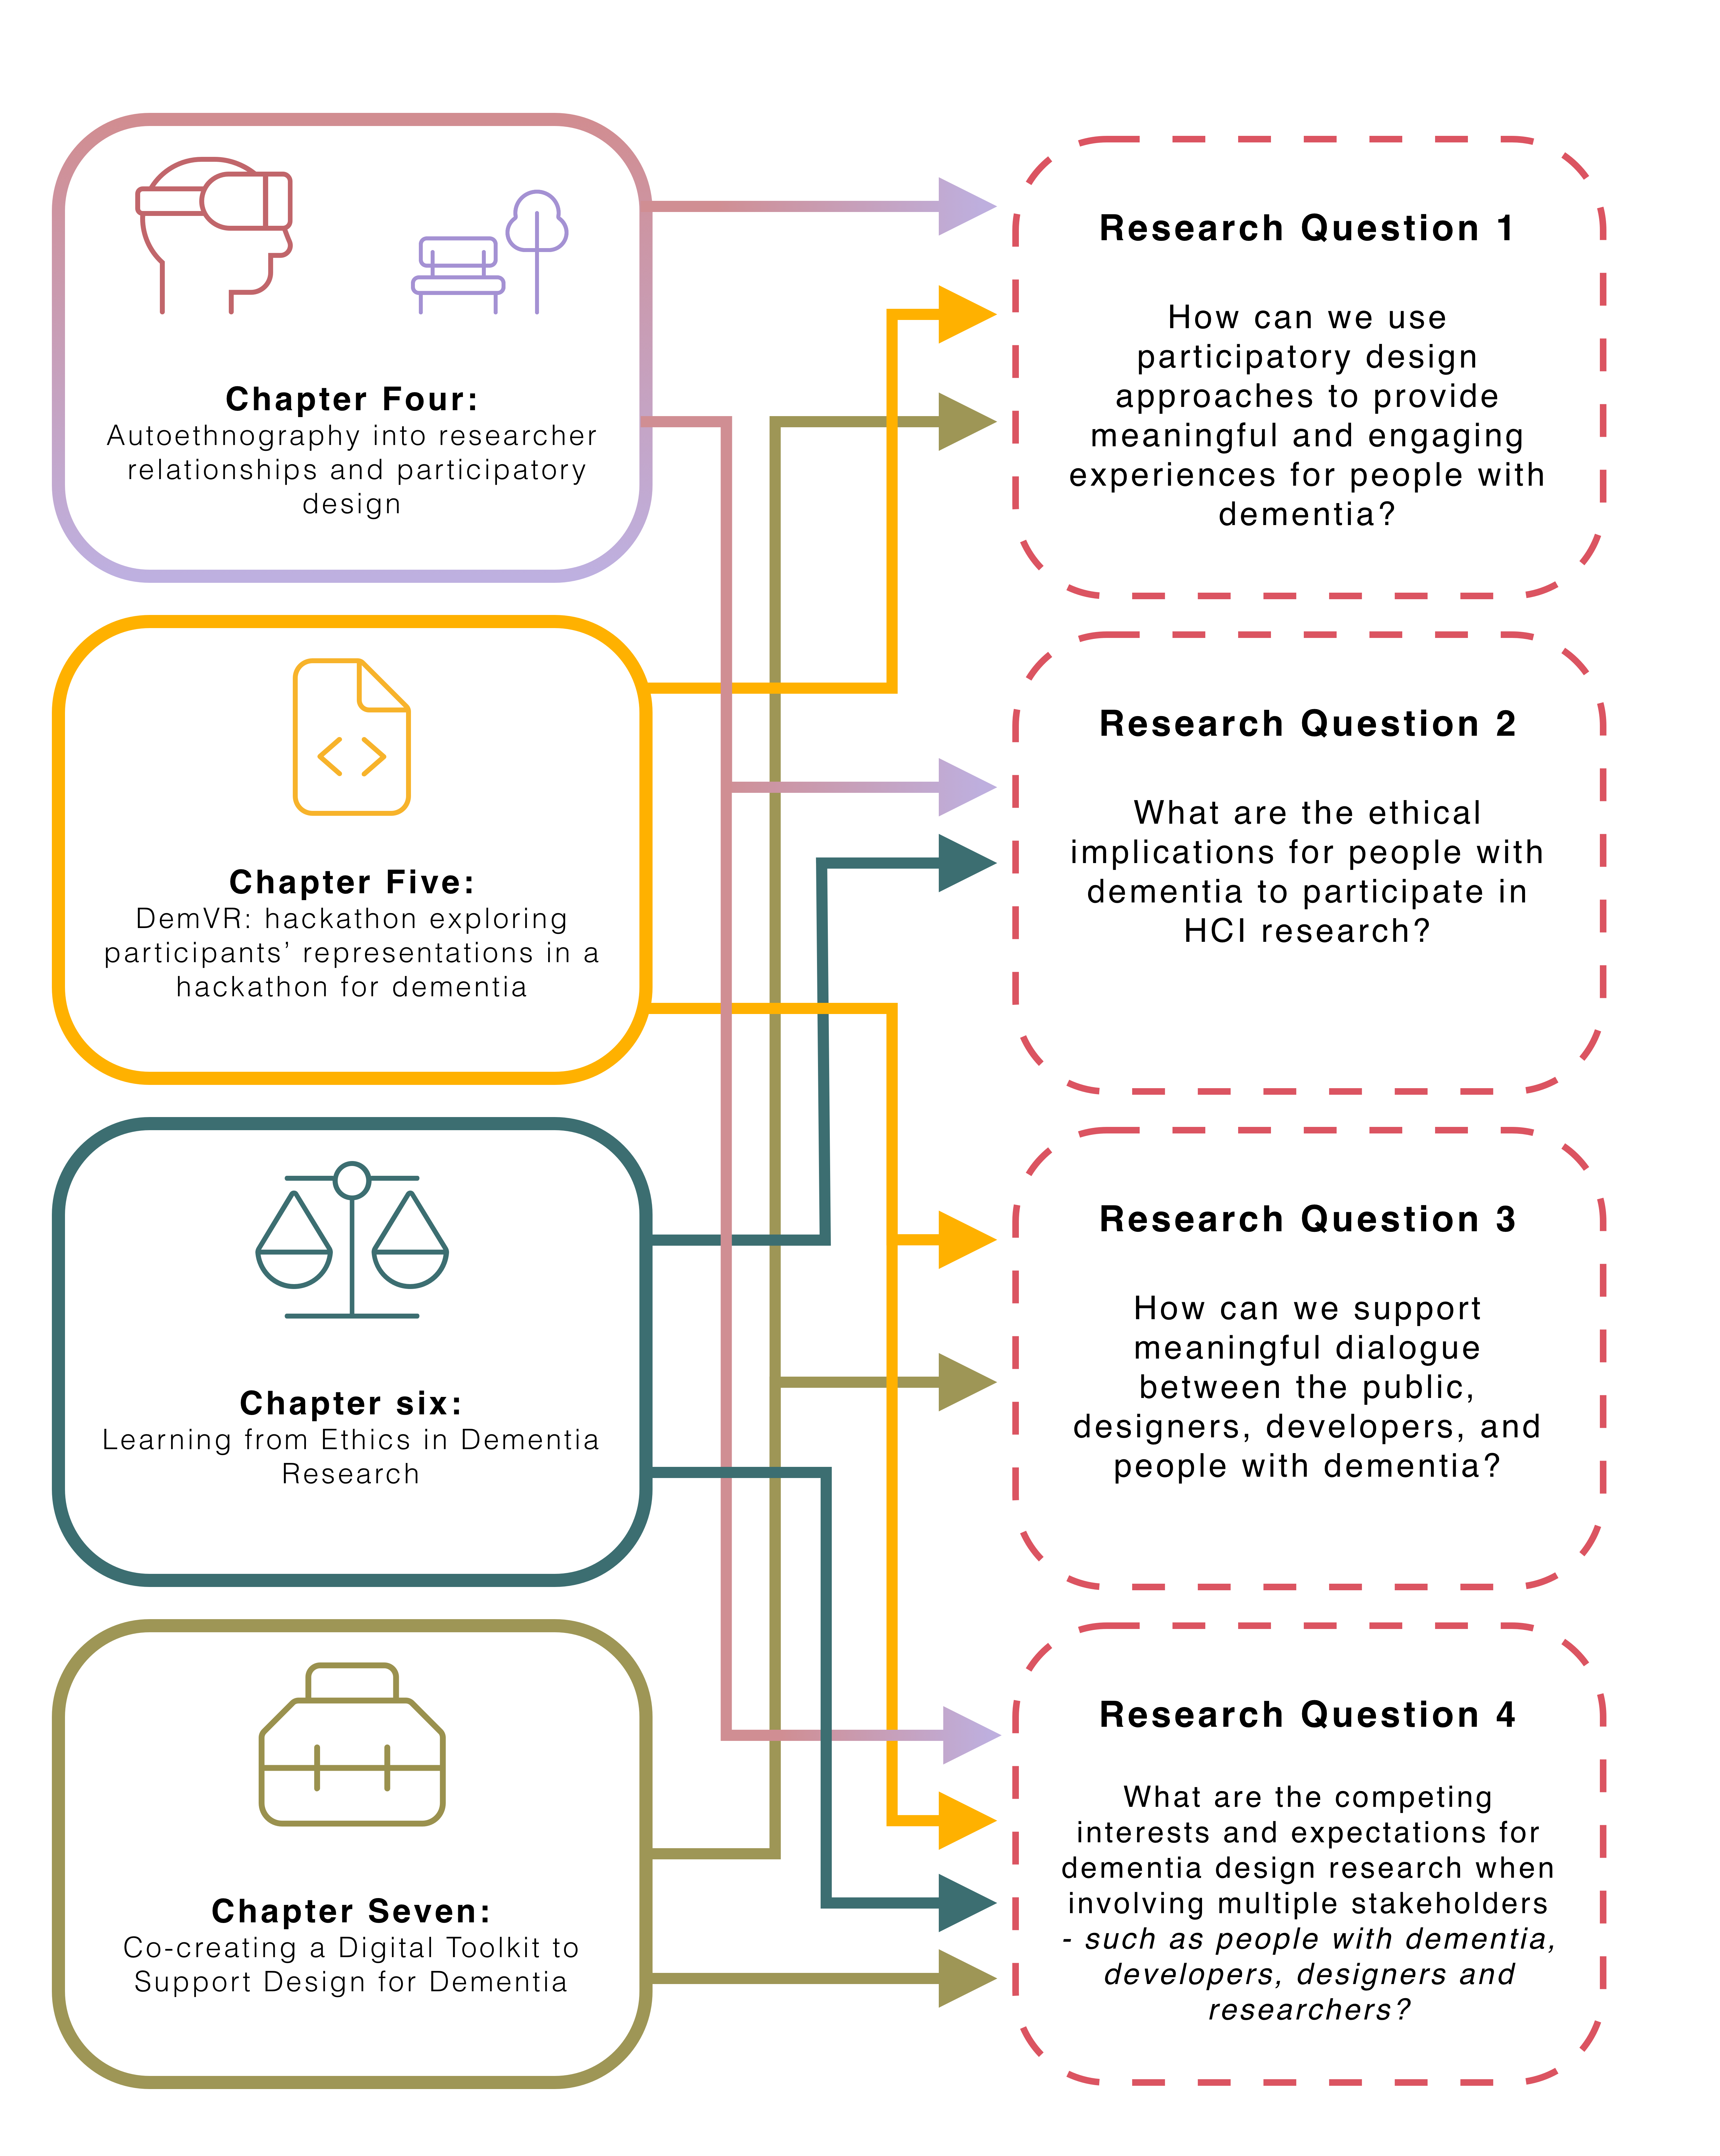 Chapter Four:
Autoethnography into researcher
relationships and participatory
design
Chapter Five:
DemVR: hackathon exploring
participants’ representations in a
hackathon for dementia
Chapter six:
Learning from Ethics in Dementia
Research
Chapter Seven:
Co-creating a Digital Toolkit to
Support Design for Dementia
Research Question 1
How can we use
participatory design
approaches to provide
meaningful and engaging
experiences for people with
dementia?
Research Question 2
What are the ethical
implications for people with
dementia to participate in
HCI research?
Research Question 3
How can we support
meaningful dialogue
between the public,
designers, developers, and
people with dementia?
Research Question 4
What are the competing
interests and expectations for
dementia design research when
involving multiple stakeholders
- such as people with dementia,
developers, designers and
researchers?